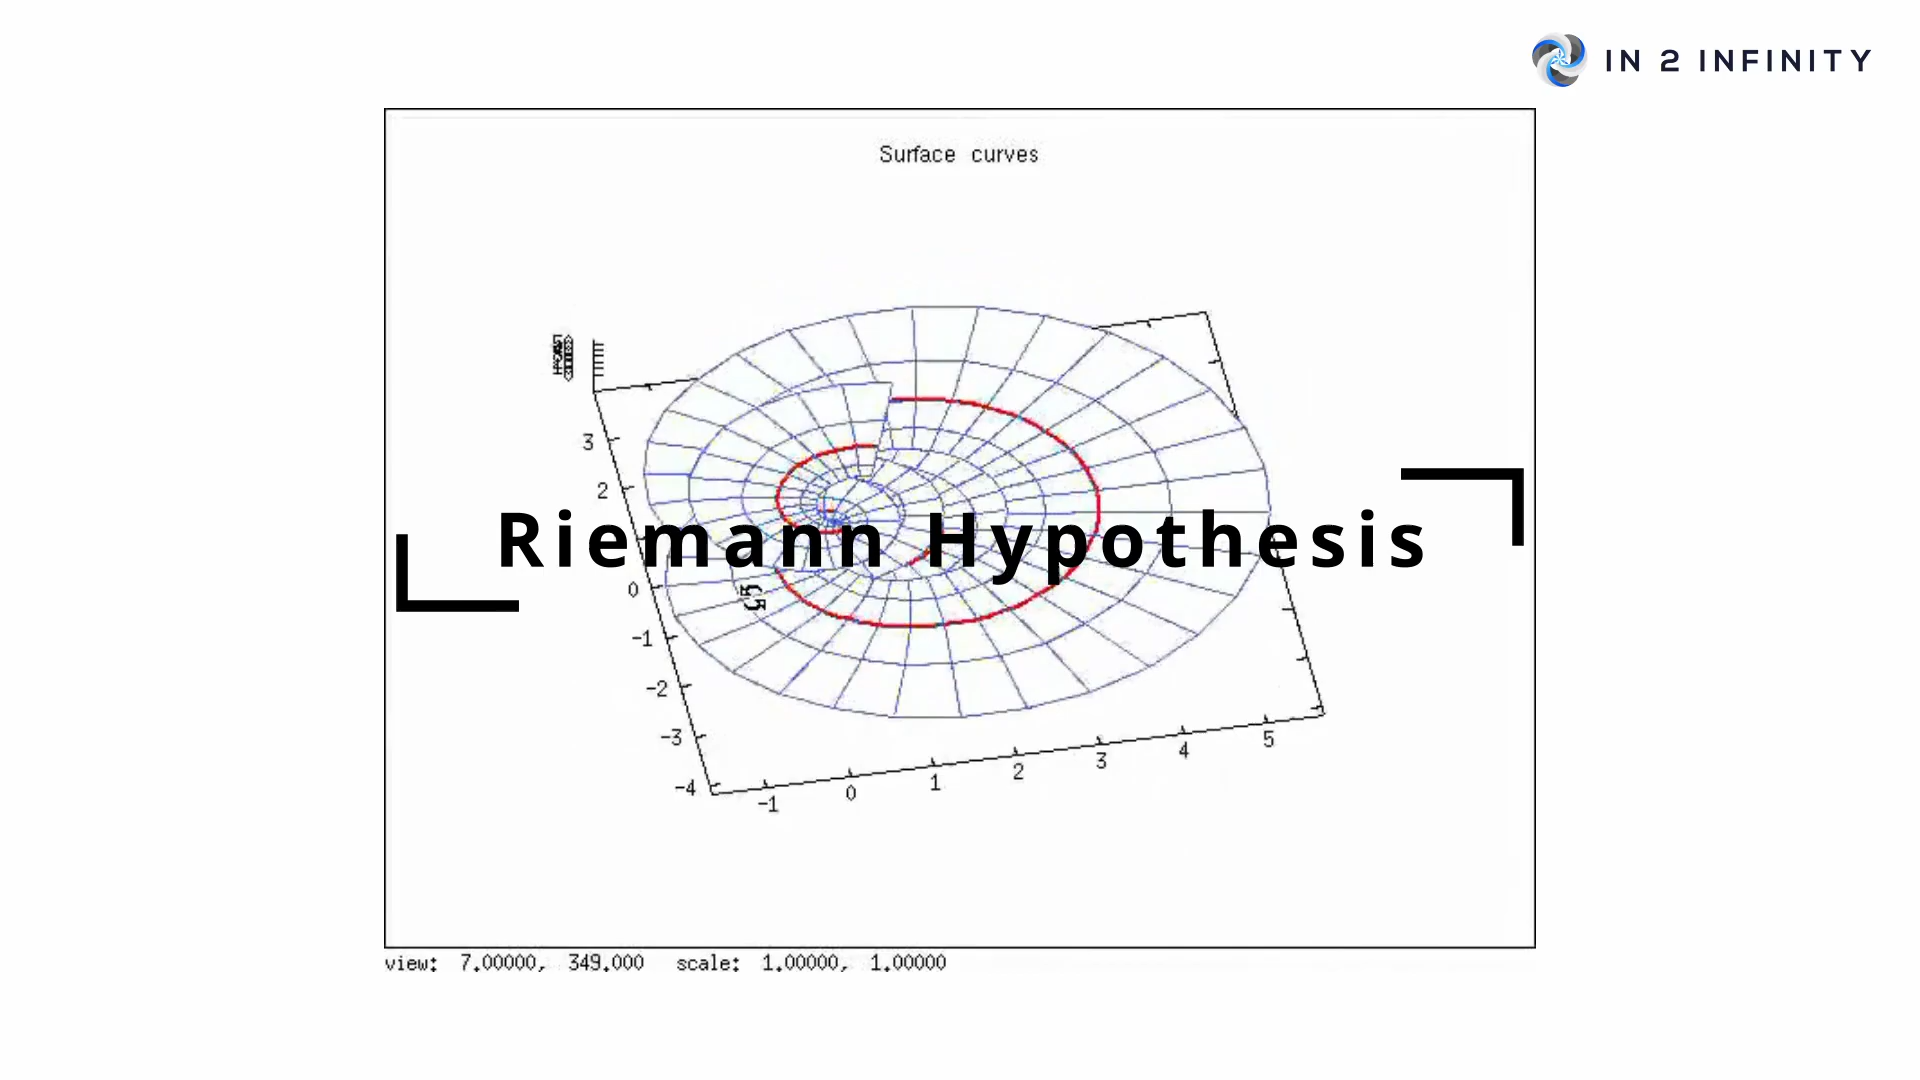 IN 2 INFINITY
Surface curves
3
2
Riemann Hypothesis
0
-1
-2
-3
-4
-1 0 1 2 3 4 5
view: 7.00000, 349.000 scale: 1.00000, 1.00000